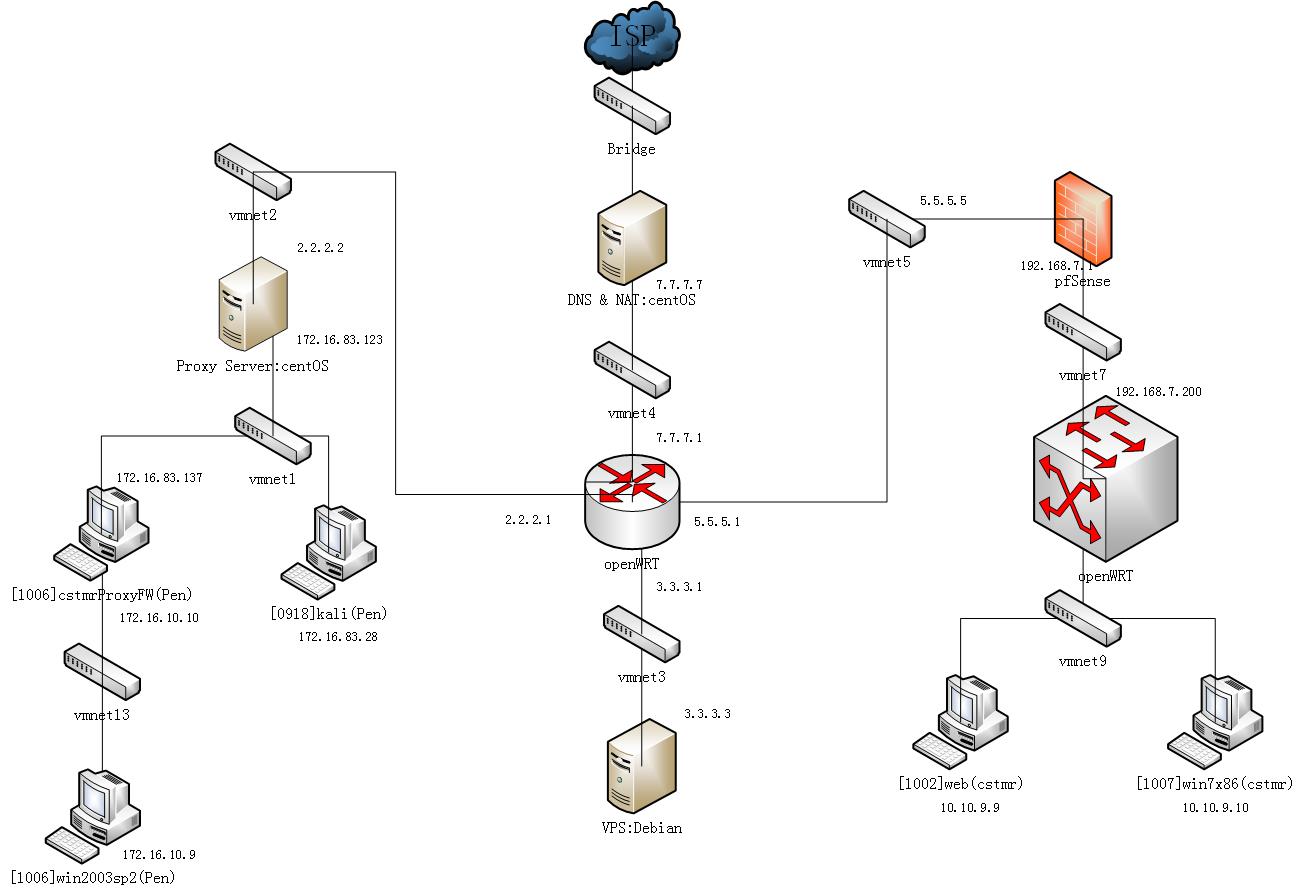 ISP
Bridge
vmnet2
2.2.2.2
5.5.5.5
vmnet5
192.168.7.1
pfSense
7.7.7.7
DNS & NAT:centOS
172.16.83.123
Proxy Server:centOS
vmnet7
192.168.7.200
vmnet4
7.7.7.1
172.16.83.137
vmnet1
2.2.2.1
5.5.5.1
openWRT
openWRT
3.3.3.1
[1006]cstmrProxyFW(Pen)
172.16.10.10
[0918]kali(Pen)
172.16.83.28
vmnet9
vmnet3
vmnet13
3.3.3.3
[1002]web(cstmr)
10.10.9.9
[1007]win7x86(cstmr)
10.10.9.10
VPS:Debian
172.16.10.9
[1006]win2003sp2(Pen)